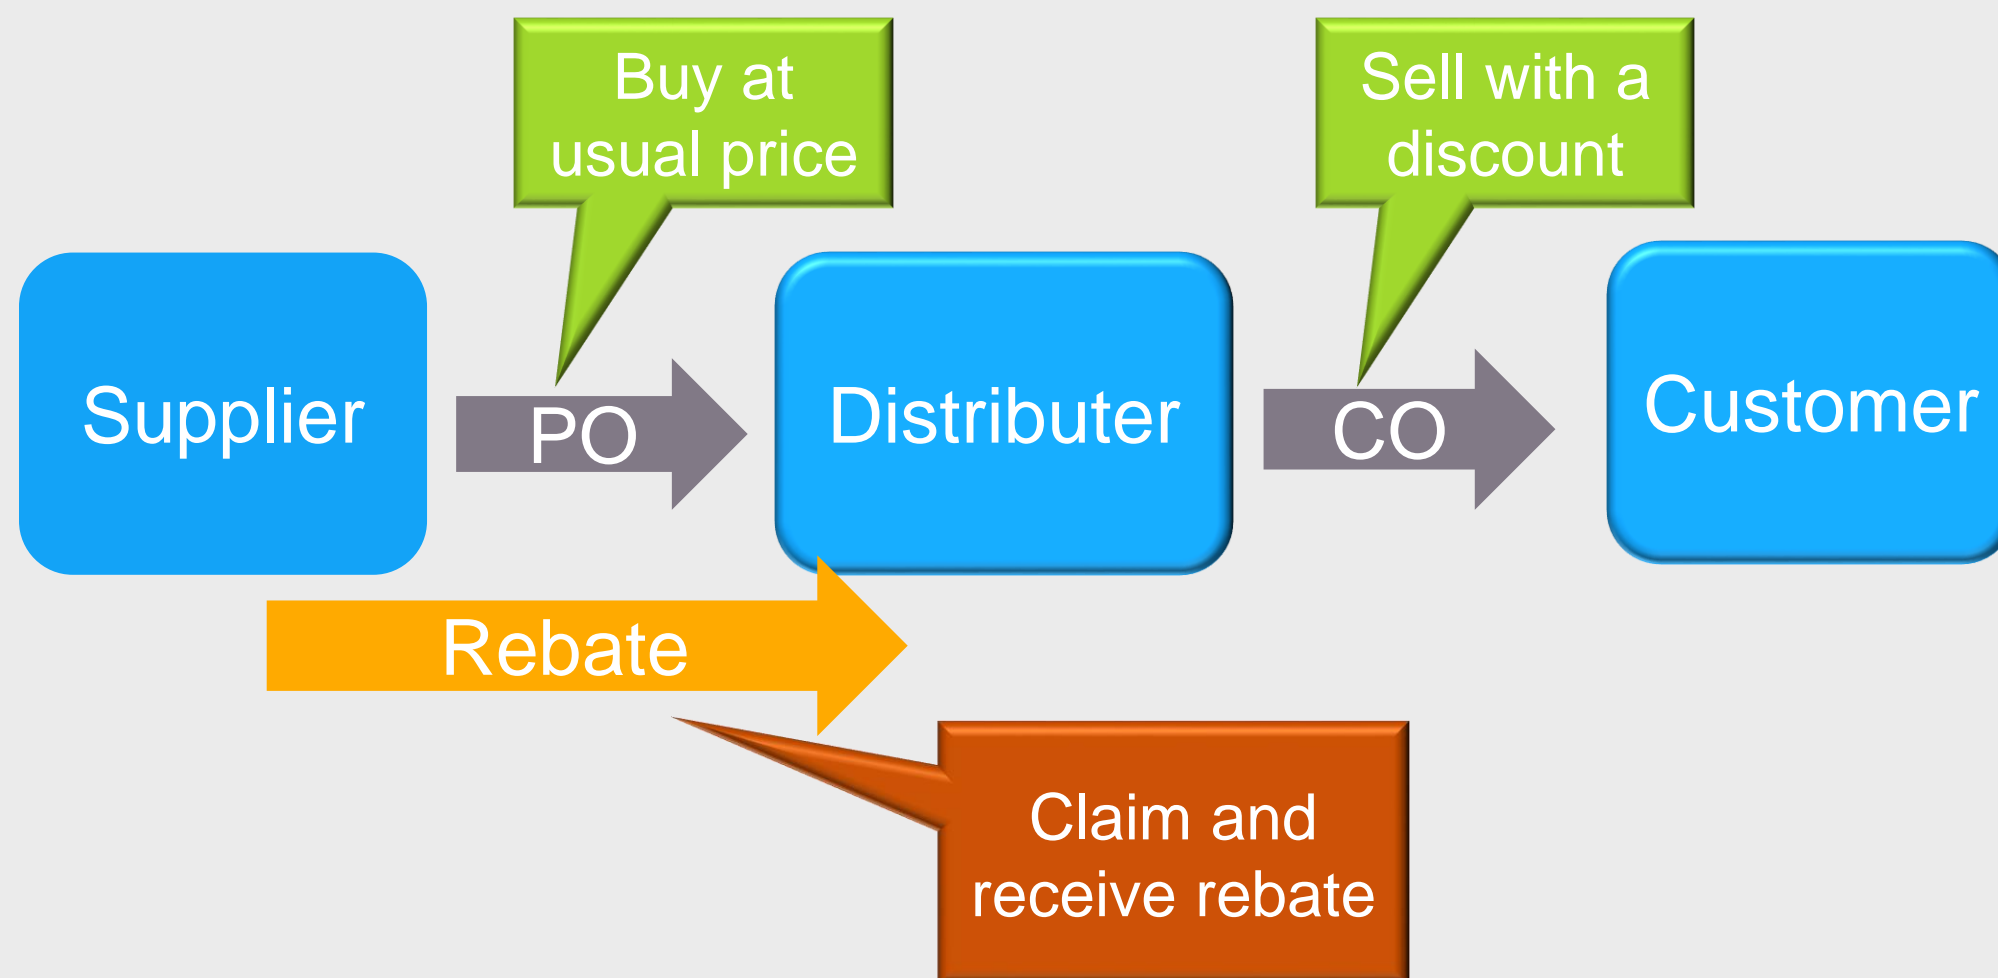 Buy at
usual price
Sell with a
discount
Supplier
PO
Distributer
CO
Customer
Rebate
Claim and
receive rebate